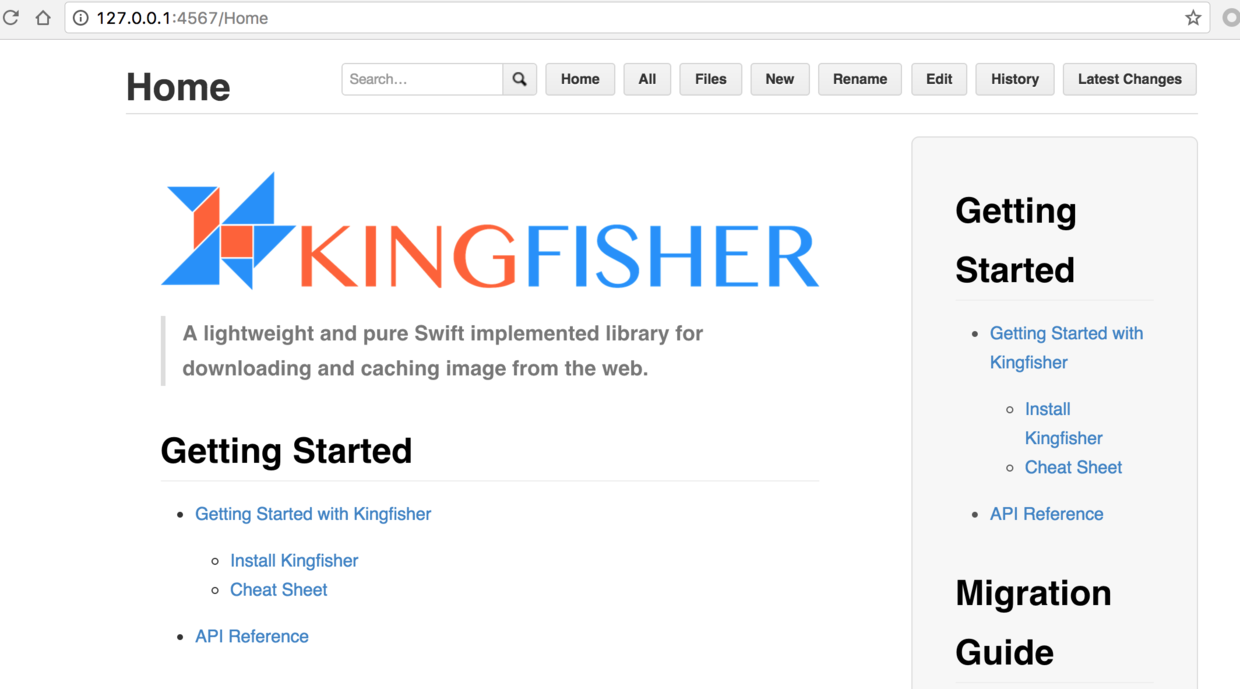 127.0.0.1:4567/Home
Home
Search...
Home
All
Files
New
Rename
Edit
History
Latest Changes
KINGFISHER
A lightweight and pure Swift implemented library for
downloading and caching image from the web.
Getting Started
Getting Started with Kingfisher
Install Kingfisher
Cheat Sheet
API Reference
Getting
Started
Getting Started with
Kingfisher
Install
Kingfisher
Cheat Sheet
API Reference
Migration
Guide